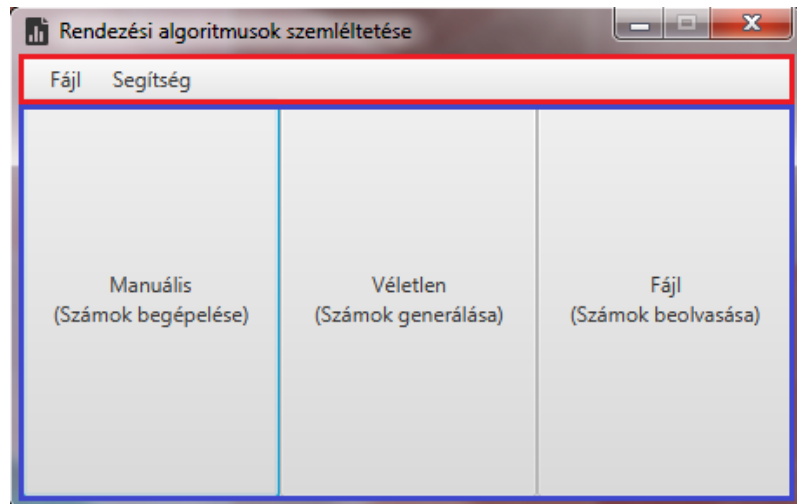 Rendezési algoritmusok szemléltetése
Fájl Segítség
Manuális
(Számok begépelése)
Véletlen
(Számok generálása)
Fájl
(Számok beolvasása)